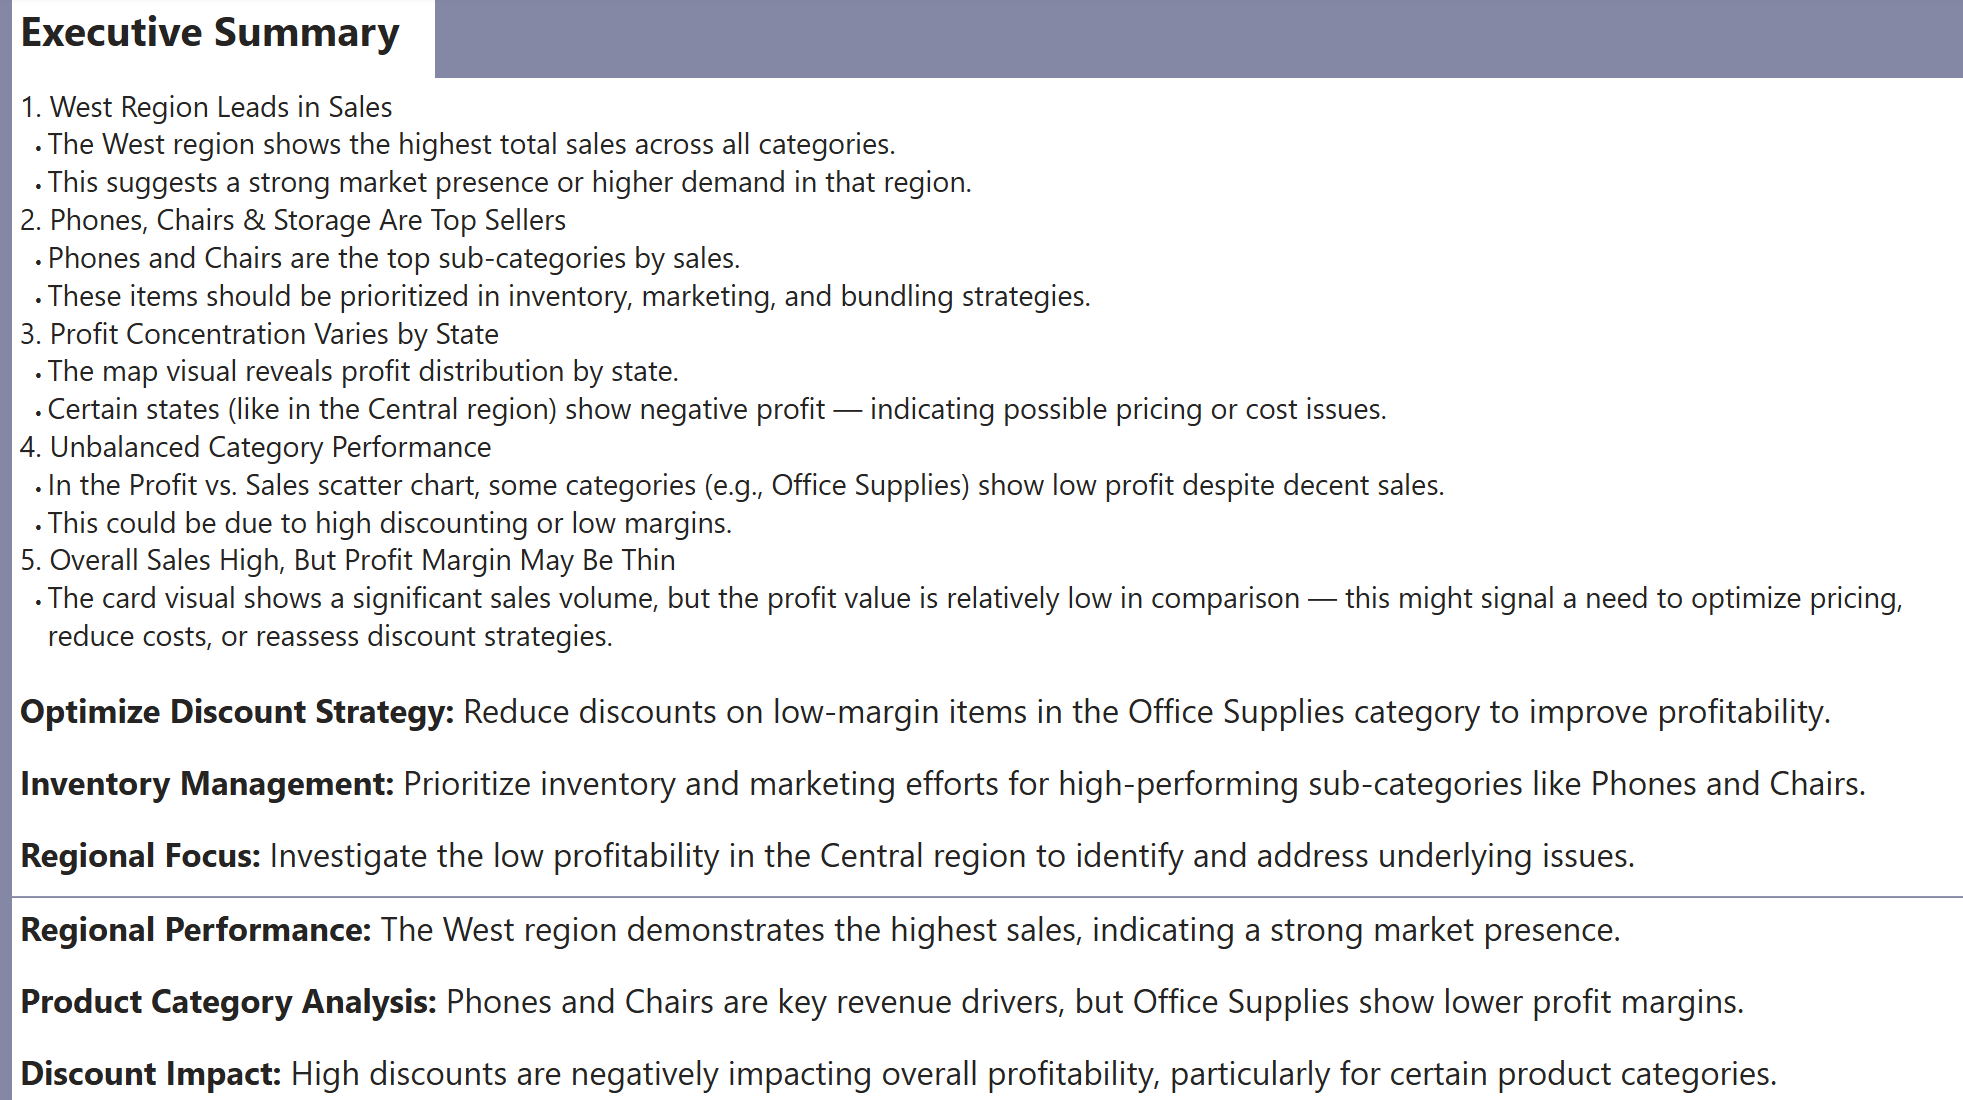 Executive Summary
1. West Region Leads in Sales
• The West region shows the highest total sales across all categories.
• This suggests a strong market presence or higher demand in that region.
2. Phones, Chairs & Storage Are Top Sellers
• Phones and Chairs are the top sub-categories by sales.
• These items should be prioritized in inventory, marketing, and bundling strategies.
3. Profit Concentration Varies by State
• The map visual reveals profit distribution by state.
• Certain states (like in the Central region) show negative profit — indicating possible pricing or cost issues.
4. Unbalanced Category Performance
• In the Profit vs. Sales scatter chart, some categories (e.g., Office Supplies) show low profit despite decent sales.
• This could be due to high discounting or low margins.
5. Overall Sales High, But Profit Margin May Be Thin
• The card visual shows a significant sales volume, but the profit value is relatively low in comparison — this might signal a need to optimize pricing,
reduce costs, or reassess discount strategies.
Optimize Discount Strategy: Reduce discounts on low-margin items in the Office Supplies category to improve profitability.
Inventory Management: Prioritize inventory and marketing efforts for high-performing sub-categories like Phones and Chairs.
Regional Focus: Investigate the low profitability in the Central region to identify and address underlying issues.
Regional Performance: The West region demonstrates the highest sales, indicating a strong market presence.
Product Category Analysis: Phones and Chairs are key revenue drivers, but Office Supplies show lower profit margins.
Discount Impact: High discounts are negatively impacting overall profitability, particularly for certain product categories.